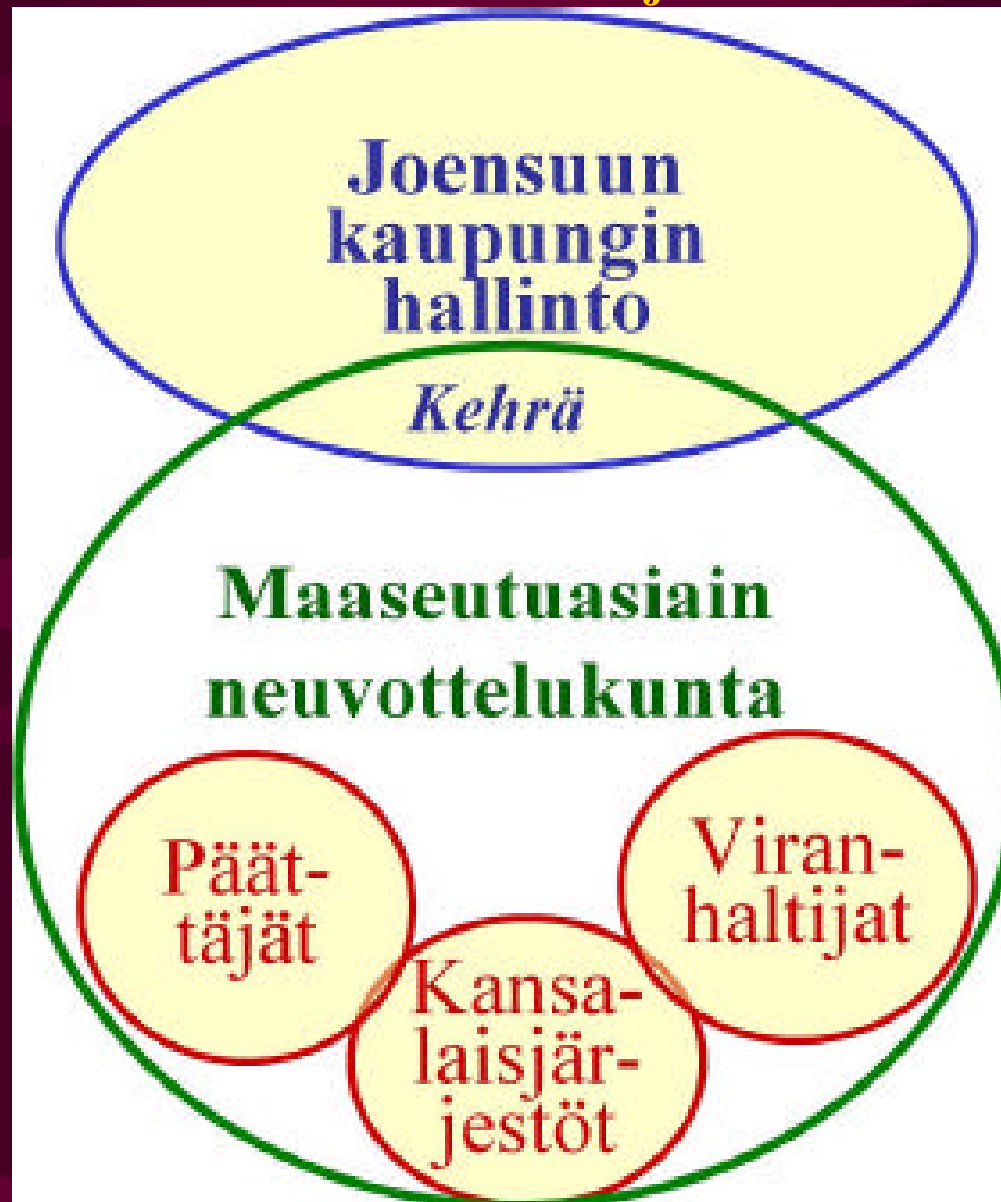 Joensuun
kaupungin
hallinto
Kehrä
Maaseutuasiain
neuvottelukunta
Päät-
täjät
Viran-
haltijat
Kansa-
laisjär-
jestöt